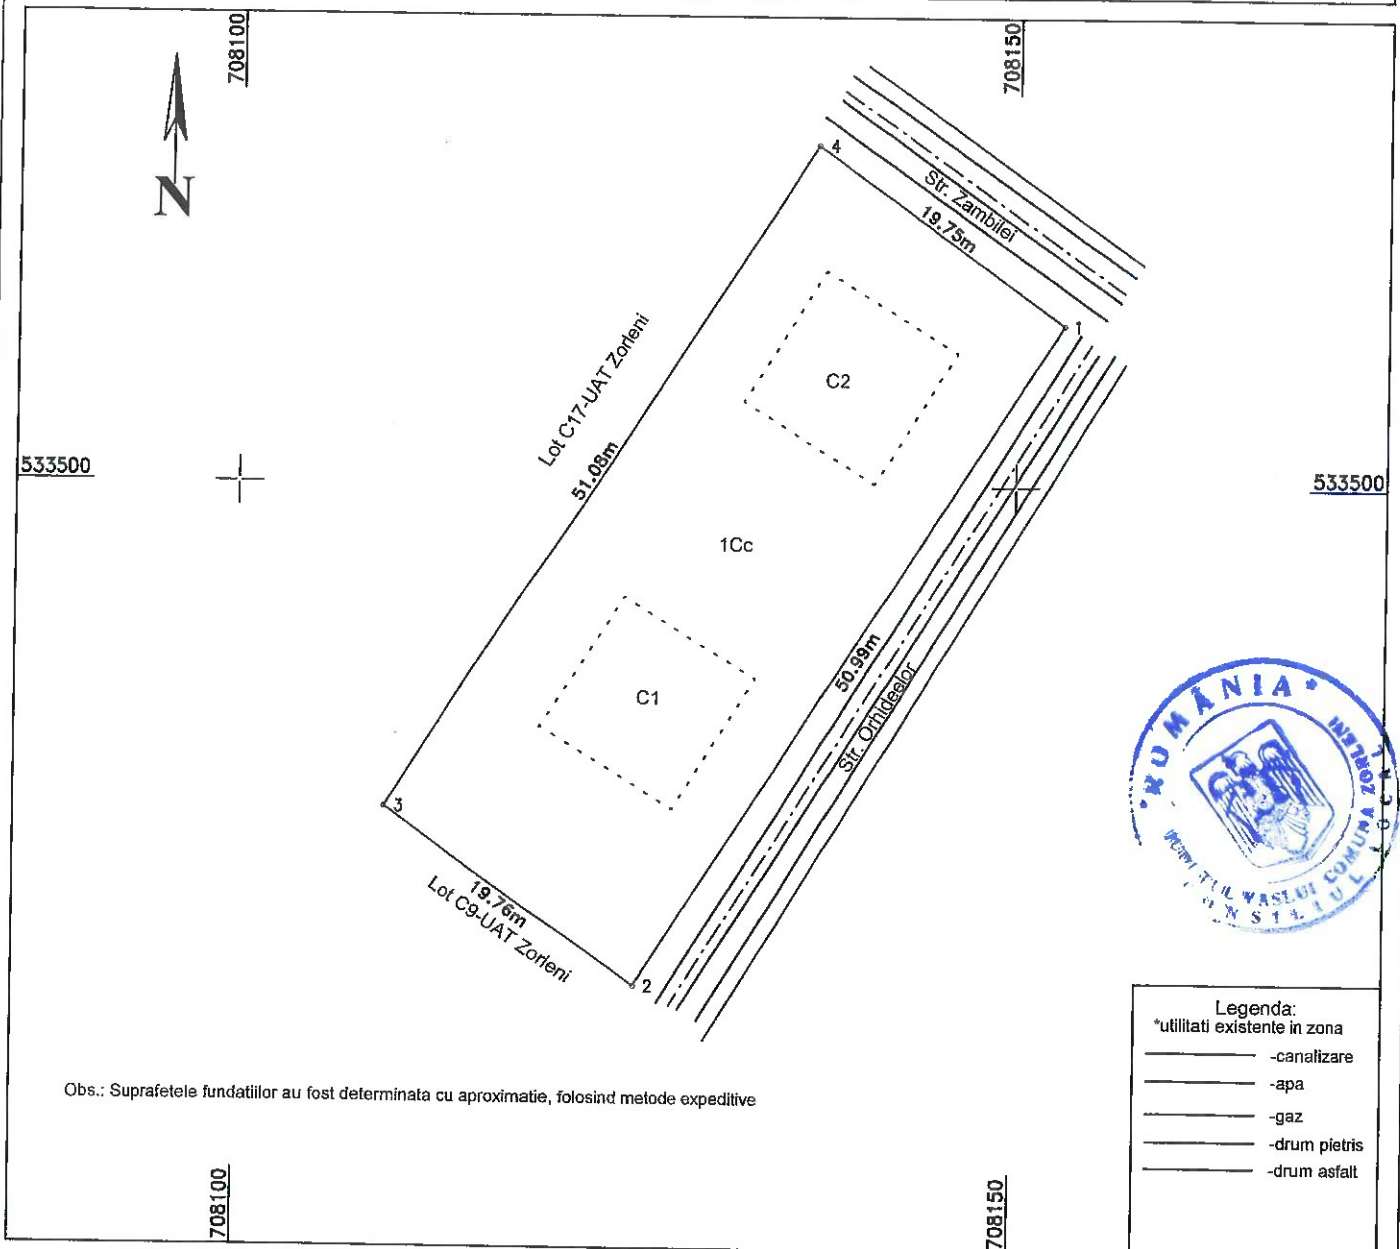 708100
708150
N
4
Str. Zambilei
19.75m
1
C2
Lot C17-UAT Zorleni
51.08m
533500
533500
1Cc
50.99m
Str. Orhideelor
C1
3
19.76m
Lot C9-UAT Zorleni
2
*ROMÂNIA*
VASLUI COMUNA ZORLENI
Legenda:
*utilitati existente in zona
-canalizare
-apa
-gaz
-drum pietris
-drum asfalt
Obs.: Suprafetele fundatiilor au fost determinata cu aproximatie, folosind metode expeditive
708100
708150